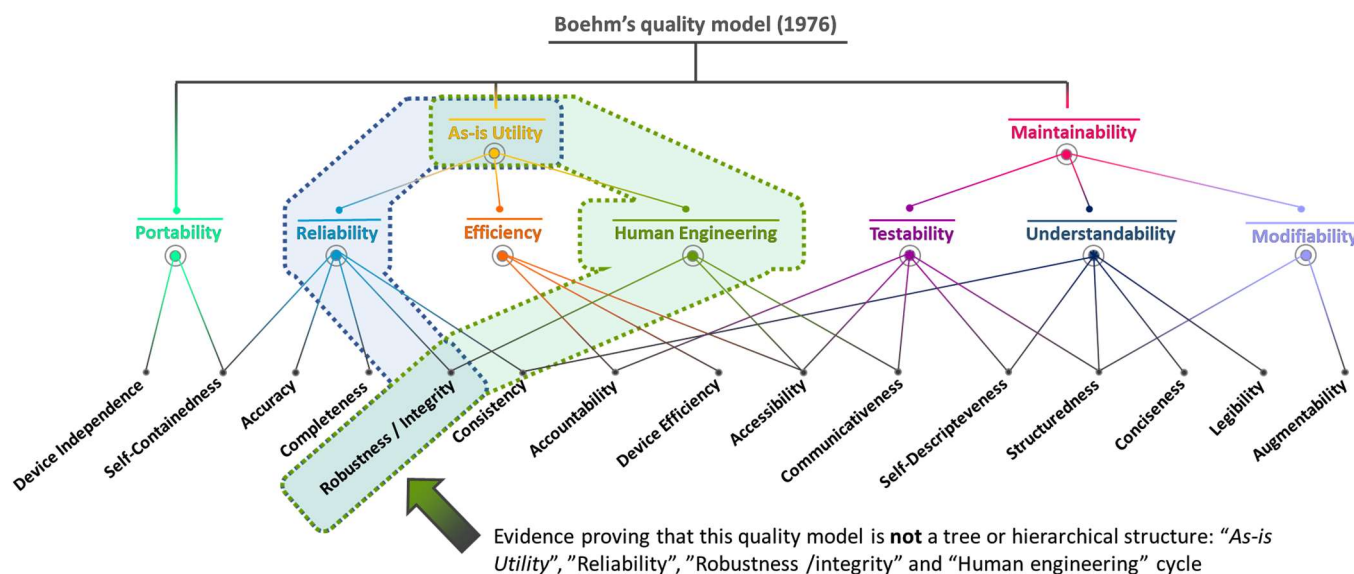 Boehm's quality model (1976)
As-is Utility
Maintainability
Portability
Reliability
Efficiency
Human Engineering
Testability
Understandability
Modifiability
Device Independence
Self-Containedness
Accuracy
Completeness
Robustness / Integrity
Consistency
Accountability
Device Efficiency
Accessibility
Communicativeness
Self-Descripteveness
Structuredness
Conciseness
Legibility
Augmentability
Evidence proving that this quality model is not a tree or hierarchical structure: “As-is
Utility”, ”Reliability”, ”Robustness /integrity” and “Human engineering” cycle